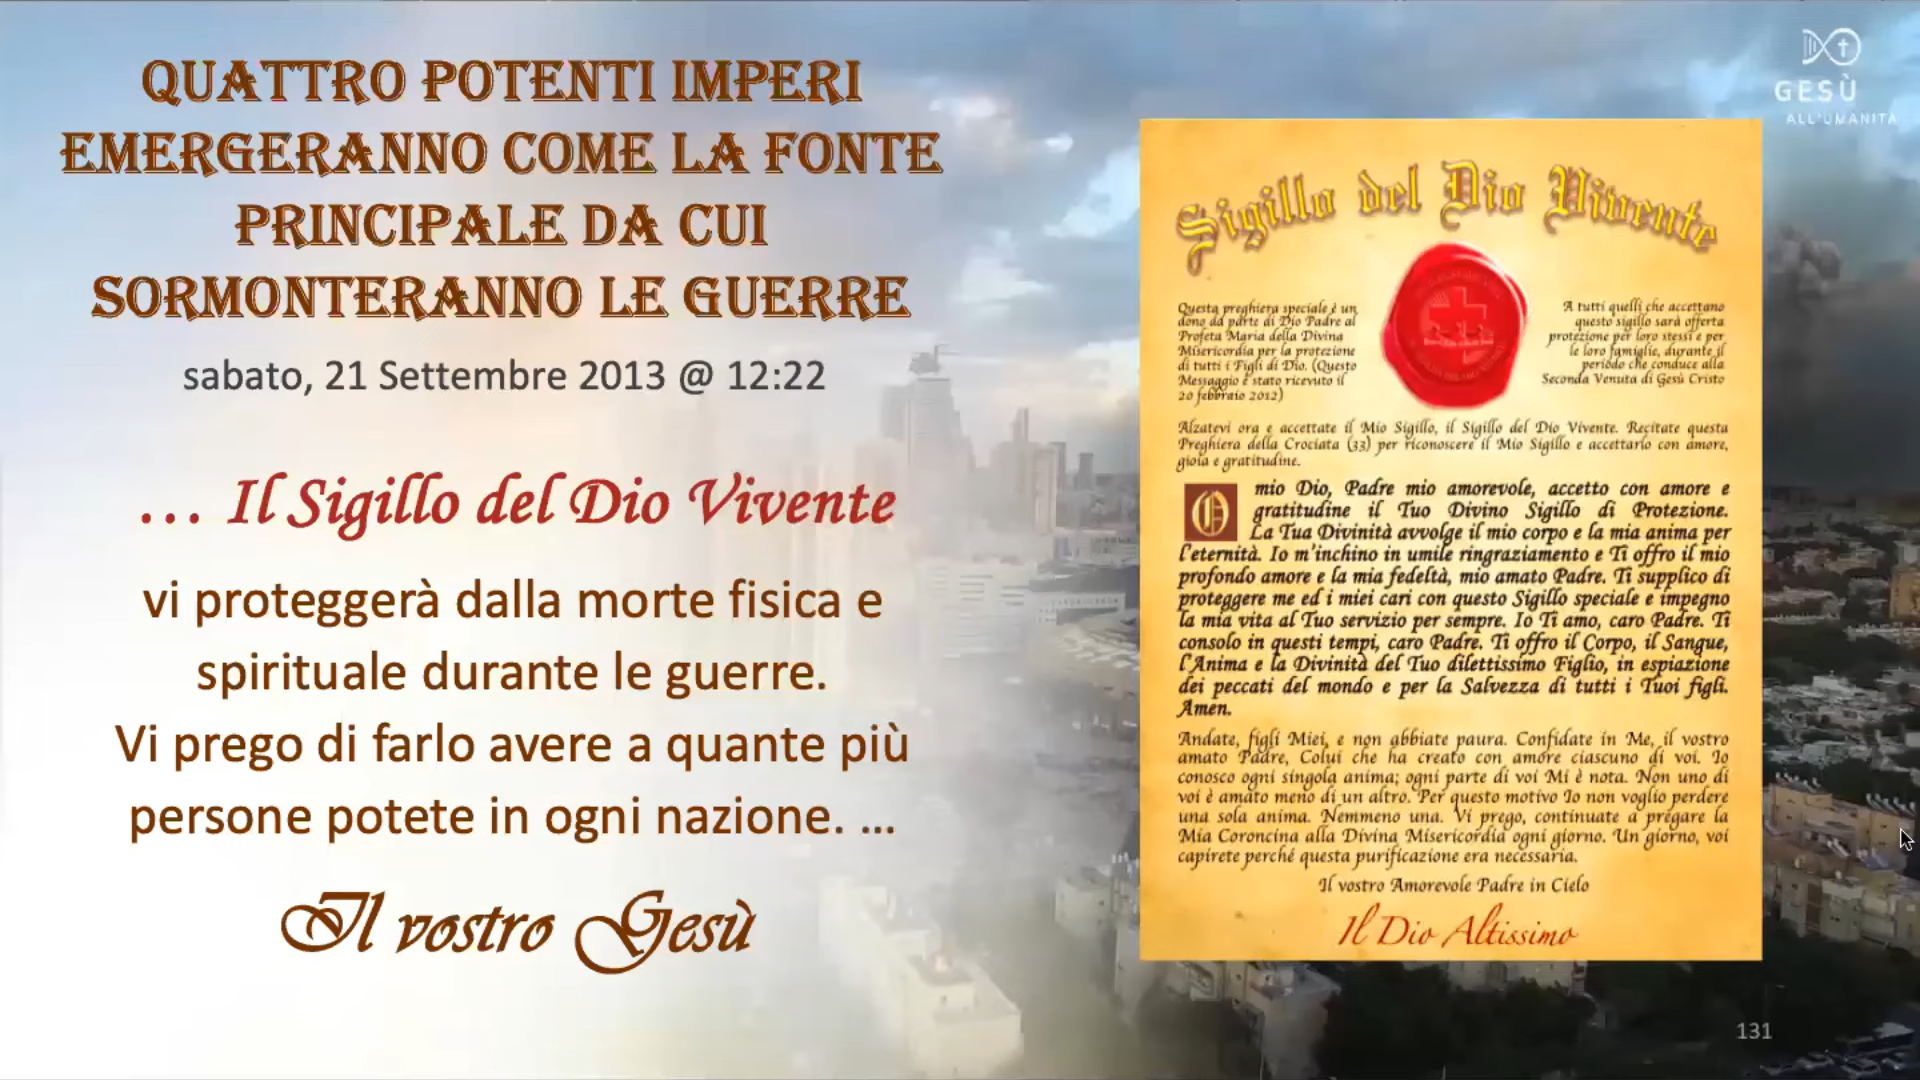 QUATTRO POTENTI IMPERI
EMERGERANNO COME LA FONTE
PRINCIPALE DA CUI
SORMONTERANNO LE GUERRE
sabato, 21 Settembre 2013 @ 12:22
... Il Sigillo del Dio Vivente
vi proteggerà dalla morte fisica e
spirituale durante le guerre.
Vi prego di farlo avere a quante più
persone potete in ogni nazione. ...
Il vostro Gesù
GESÙ
ALL'UMANITÀ
Sigillo del Dio Vivente
Questa preghiera speciale è un
dono da parte di Dio Padre al
Profeta Maria della Divina
Misericordia per la protezione
di tutti i Figli di Dio. (Questo
Messaggio è stato ricevuto il
20 febbraio 2012)
A tutti quelli che accettano
questo sigillo sarà offerta
protezione per loro stessi e per
le loro famiglie, durante il
periodo che conduce alla
Seconda Venuta di Gesù Cristo
Alzatevi ora e accettate il Mio Sigillo, il Sigillo del Dio Vivente. Recitate questa
Preghiera della Crociata (33) per riconoscere il Mio Sigillo e accettarlo con amore,
gioia e gratitudine.
O mio Dio, Padre mio amorevole, accetto con amore e
gratitudine il Tuo Divino Sigillo di Protezione.
La Tua Divinità avvolge il mio corpo e la mia anima per
l'eternità. Io m'inchino in umile ringraziamento e Ti offro il mio
profondo amore e la mia fedeltà, mio amato Padre. Ti supplico di
proteggere me ed i miei cari con questo Sigillo speciale e impegno
la mia vita al Tuo servizio per sempre. Io Ti amo, caro Padre. Ti
consolo in questi tempi, caro Padre. Ti offro il Corpo, il Sangue,
l'Anima e la Divinità del Tuo dilettissimo Figlio, in espiazione
dei peccati del mondo e per la Salvezza di tutti i Tuoi figli.
Amen.
Andate, figli Miei, e non abbiate paura. Confidate in Me, il vostro
amato Padre, Colui che ha creato con amore ciascuno di voi. Io
conosco ogni singola anima; ogni parte di voi Mi è nota. Non uno di
voi è amato meno di un altro. Per questo motivo Io non voglio perdere
una sola anima. Nemmeno una. Vi prego, continuate a pregare la
Mia Coroncina alla Divina Misericordia ogni giorno. Un giorno, voi
capirete perché questa purificazione era necessaria.
Il vostro Amorevole Padre in Cielo
Il Dio Altissimo
131